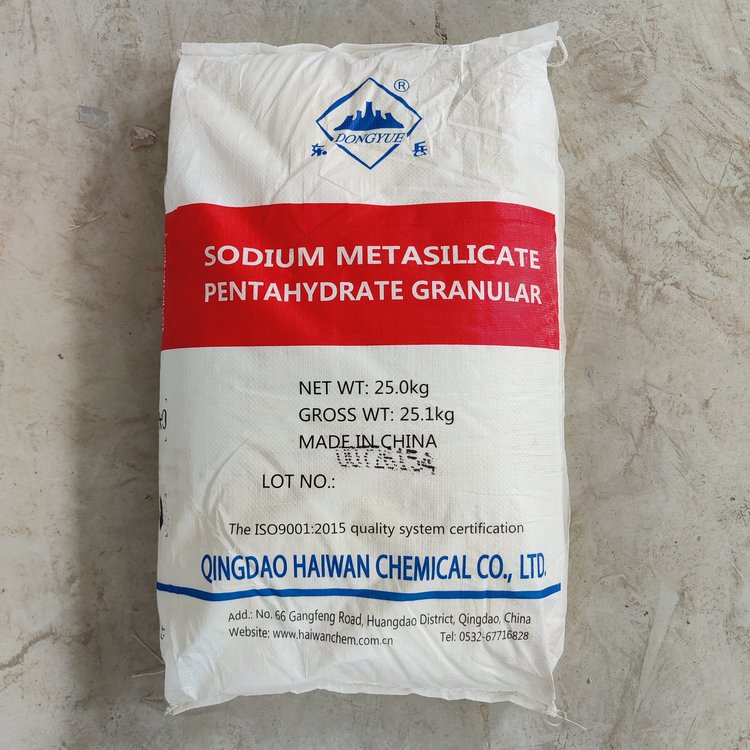 ®
DONGYUE
东 岳
SODIUM METASILICATE
PENTAHYDRATE GRANULAR
NET WT: 25.0kg
GROSS WT: 25.1kg
MADE IN CHINA
LOT NO.:
The ISO9001:2015 quality system certification
QINGDAO HAIWAN CHEMICAL CO., LTD.
Add.: No. 66 Gangfeng Road, Huangdao District, Qingdao, China
Website: www.haiwanchem.com.cn Tel: 0532-67716828